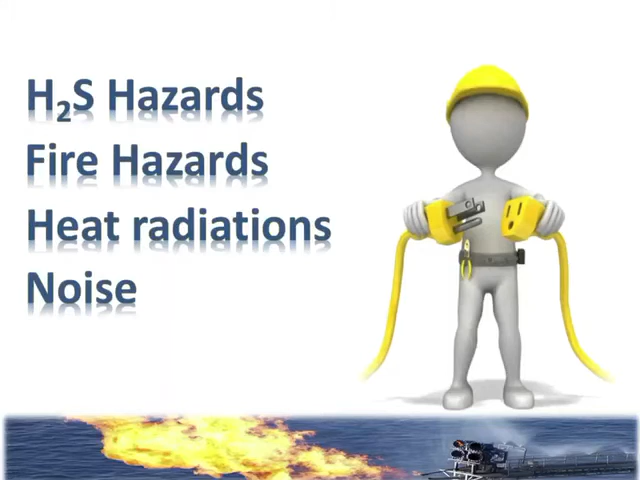 H₂S Hazards
Fire Hazards
Heat radiations
Noise